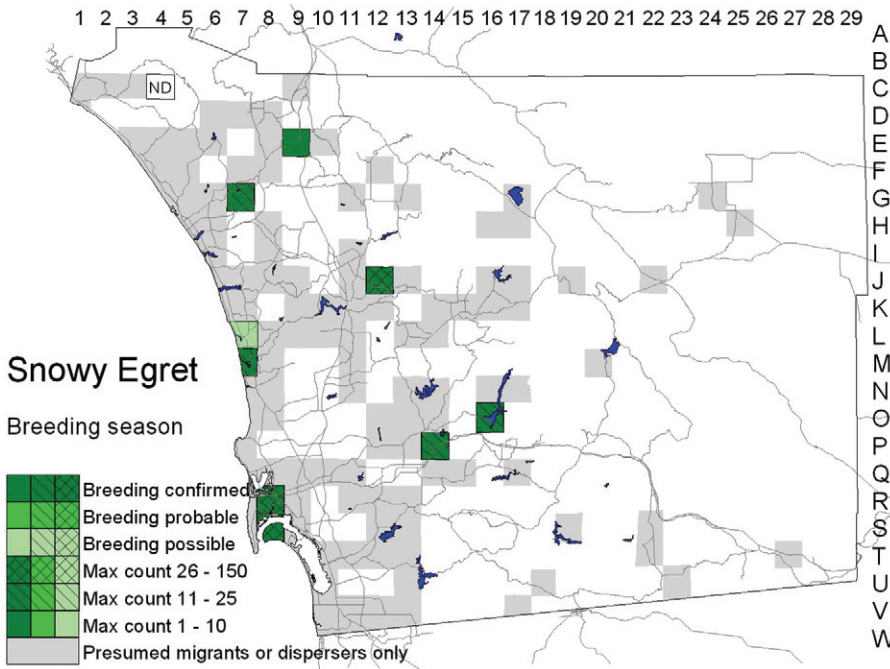 1 2 3 4 5 6 7 8 9 10 11 12 13 14 15 16 17 18 19 20 21 22 23 24 25 26 27 28 29
A
B
C
D
E
F
G
H
I
J
K
L
M
N
O
P
Q
R
S
T
U
V
W
ND
Snowy Egret
Breeding season
Breeding confirmed
Breeding probable
Breeding possible
Max count 26 - 150
Max count 11 - 25
Max count 1 - 10
Presumed migrants or dispersers only